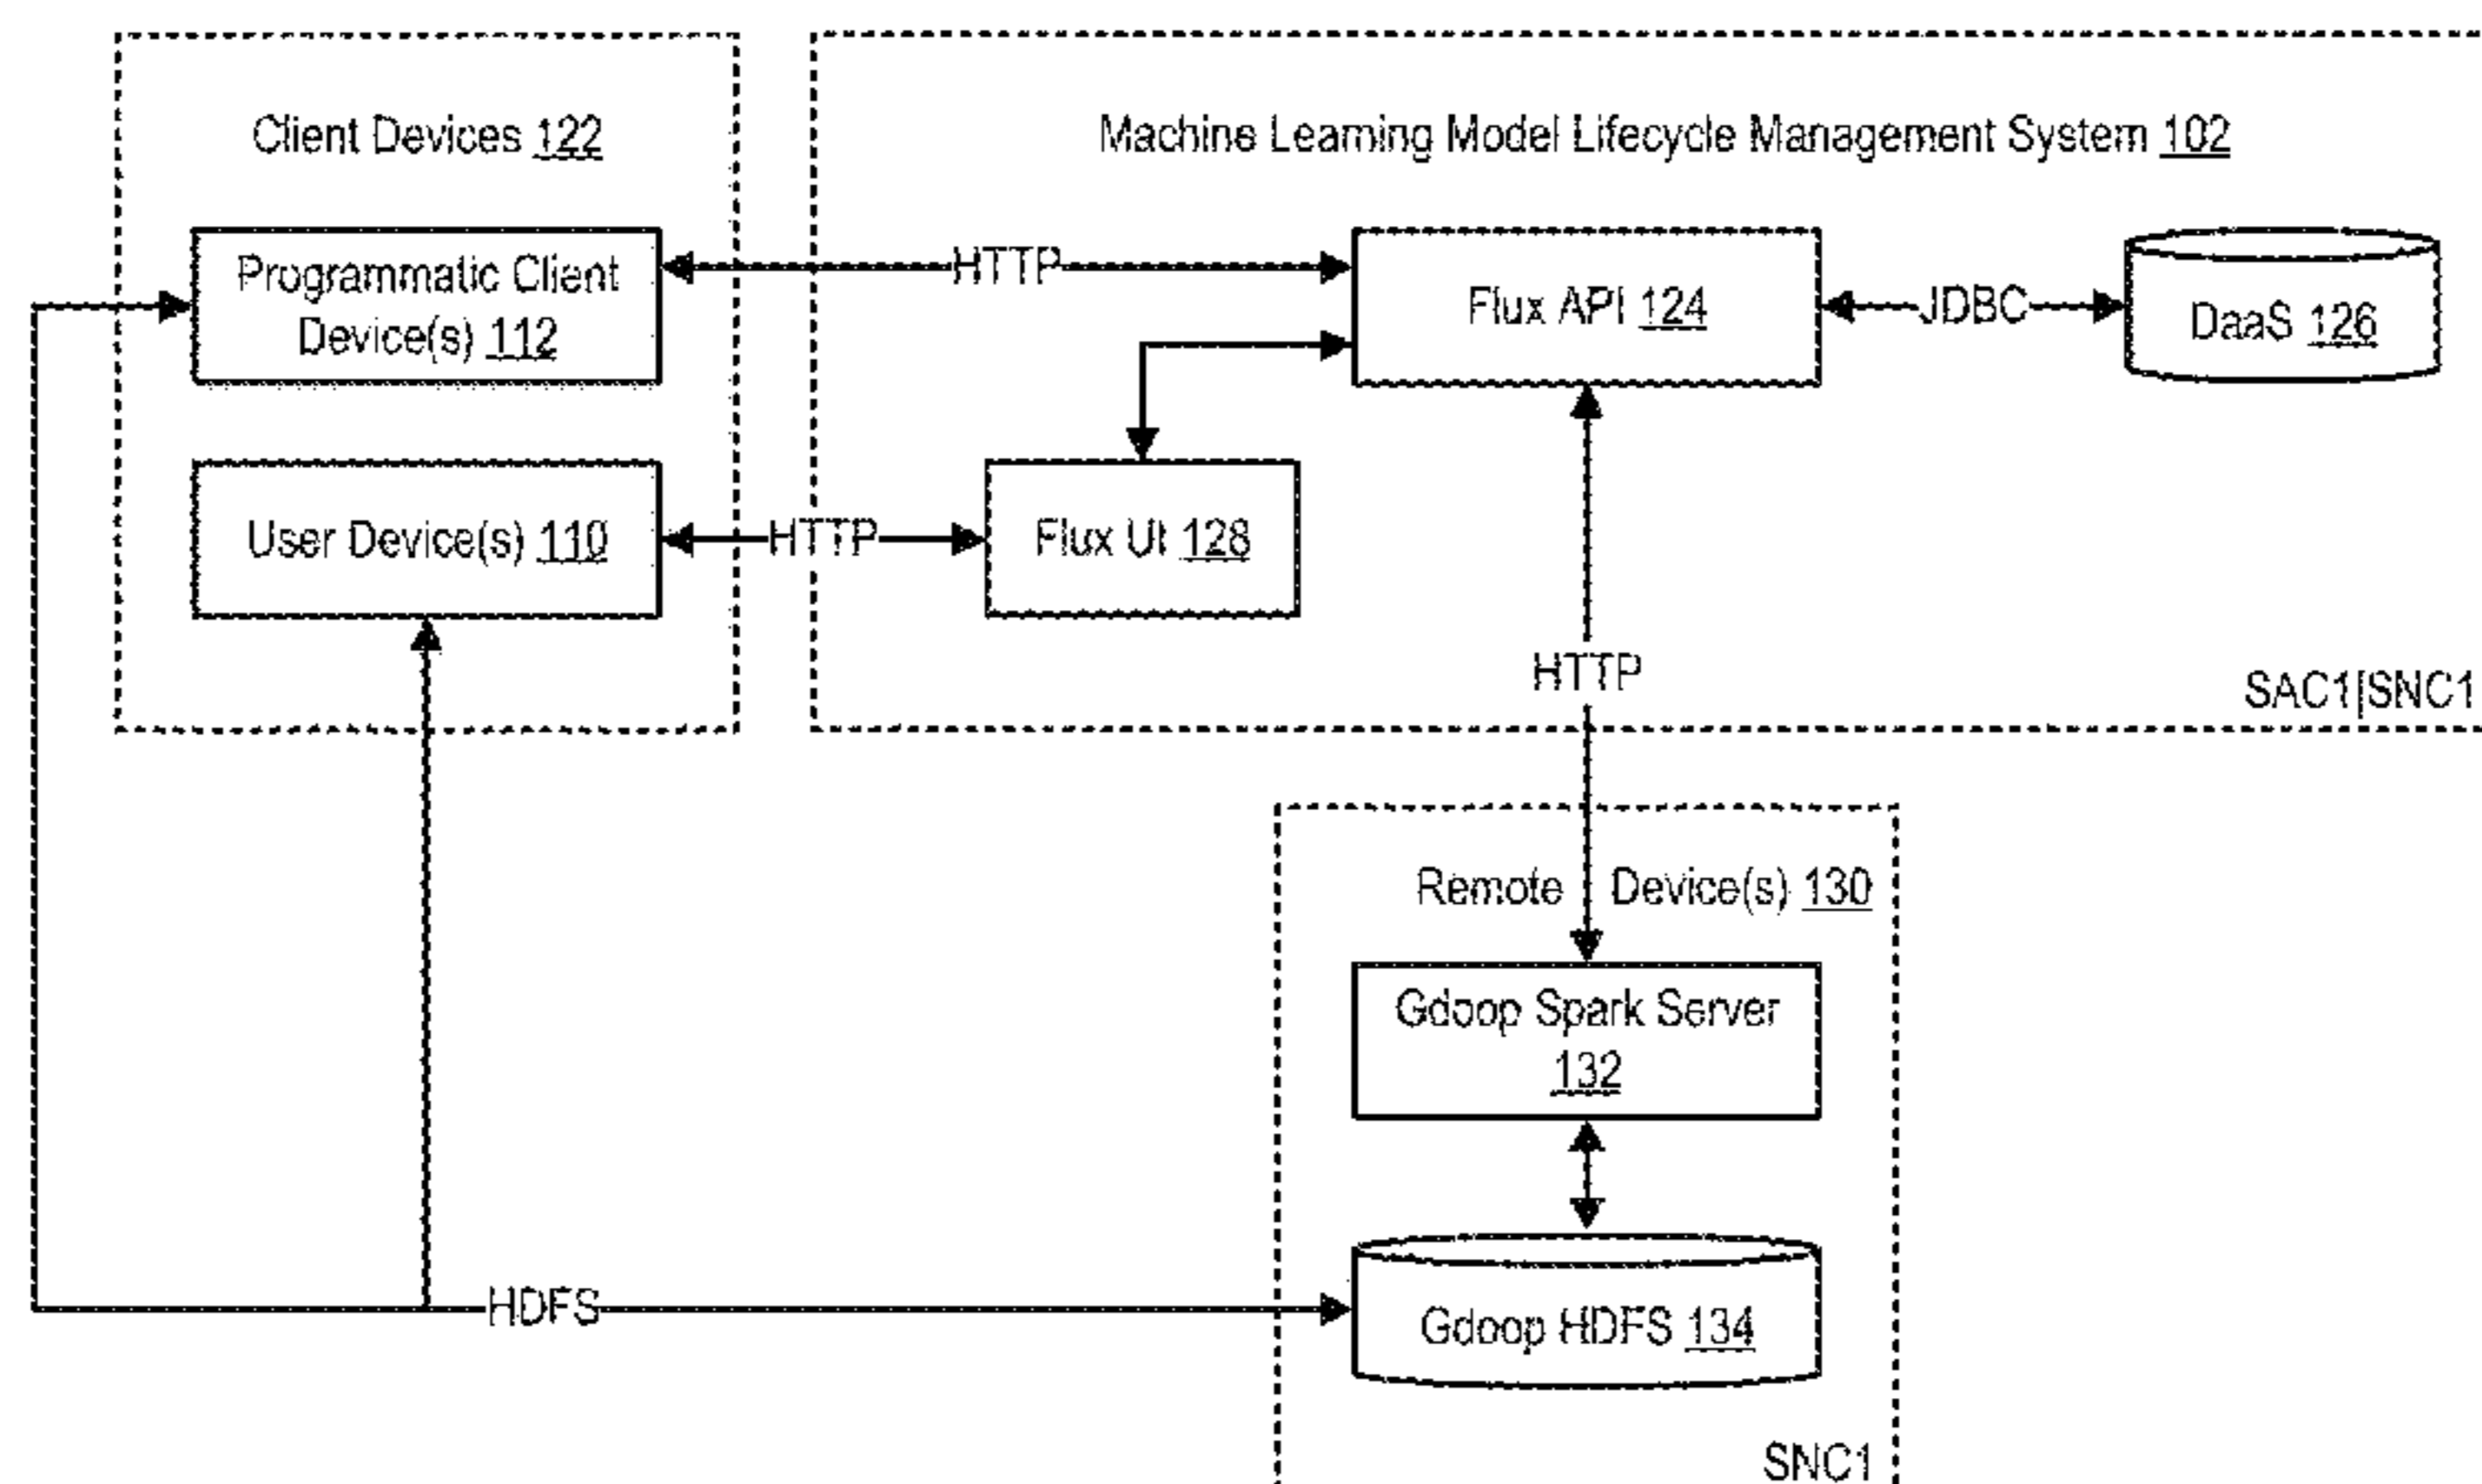 Client Devices 122
Machine Learning Model Lifecycle Management System 102
Programmatic Client
Device(s) 112
HTTP
Flux API 124
JDBC
DaaS 126
User Device(s) 110
HTTP
Flux UI 128
HTTP
SAC1|SNC1
Remote Device(s) 130
Gdoop Spark Server
132
HDFS
Gdoop HDFS 134
SNC1